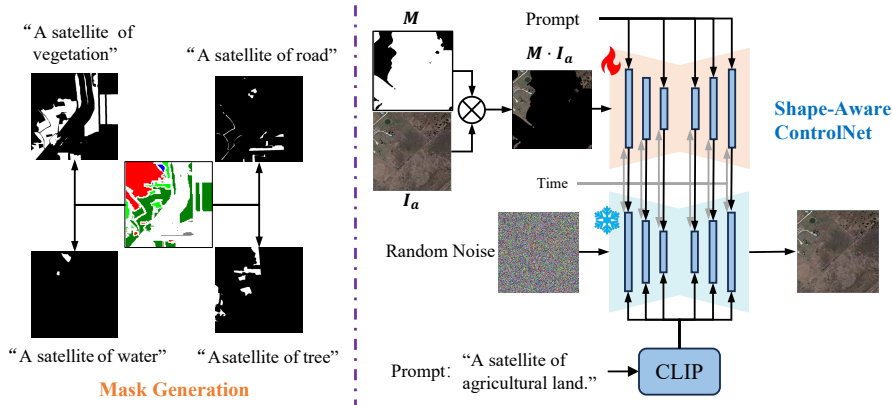 “A satellite of
vegetation”
“A satellite of road”
“A satellite of water”
“Asatellite of tree”
Mask Generation
M
I_a
M · I_a
Prompt
Shape-Aware
ControlNet
Time
Random Noise
Prompt:
“A satellite of
agricultural land.”
CLIP